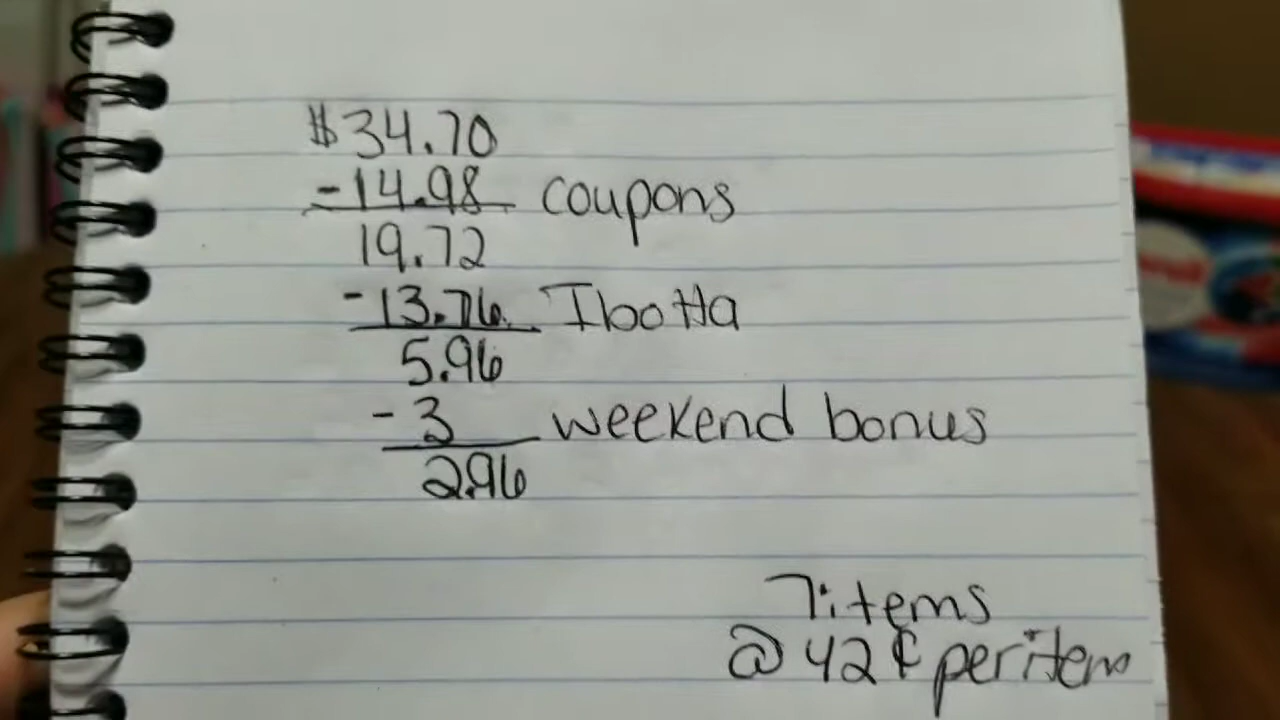 $34.70
-14.98 coupons
19.72
-13.76 Ibotta
5.96
-3 weekend bonus
2.96
7 items
@ 42¢ per item